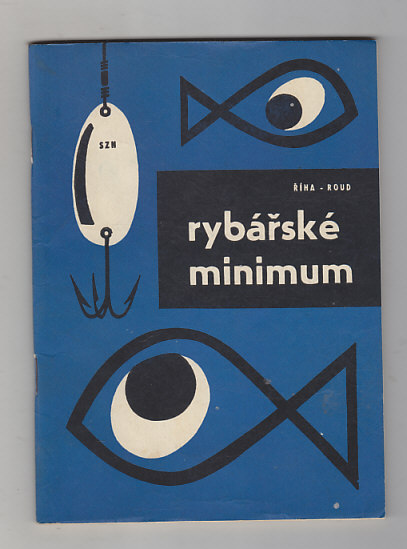 SZN
ŘÍHA - ROUD
rybářské
minimum